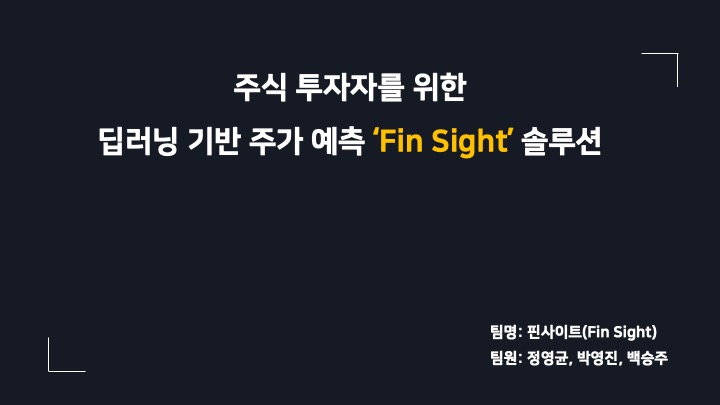 주식 투자자를 위한
딥러닝 기반 주가 예측 ‘Fin Sight’ 솔루션
팀명: 핀사이트(Fin Sight)
팀원: 정영균, 박영진, 백승주